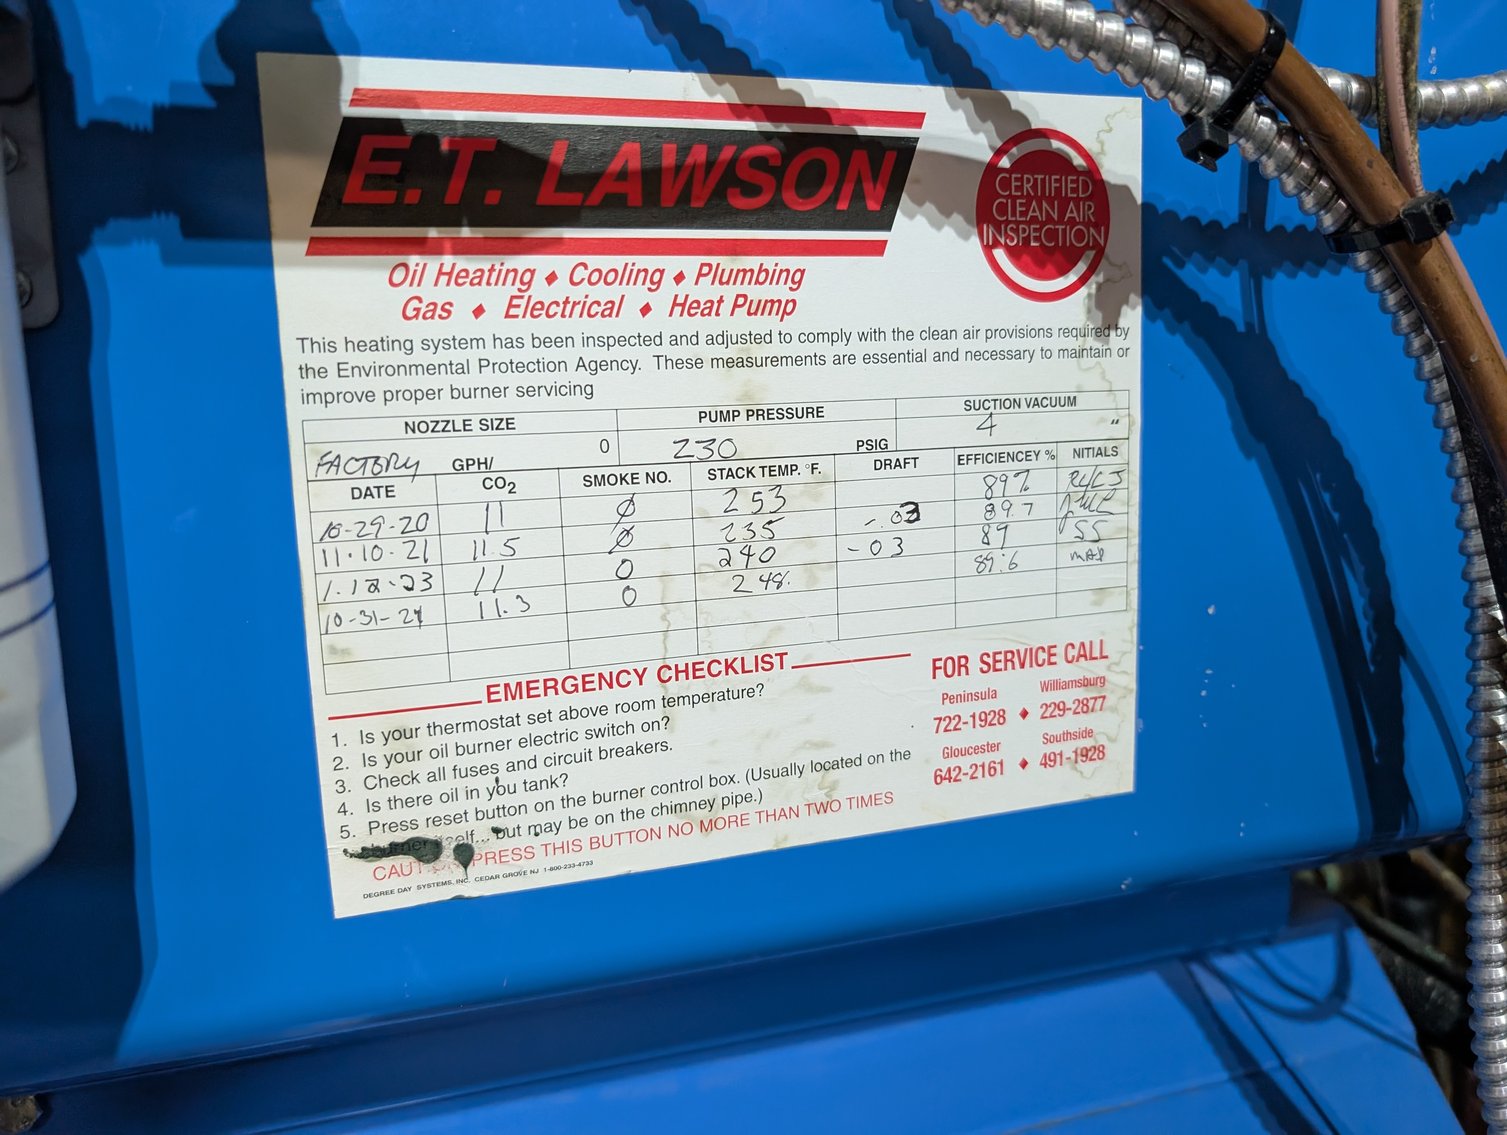 E.T. LAWSON
CERTIFIED
CLEAN AIR
INSPECTION
Oil Heating ♦ Cooling ♦ Plumbing
Gas ♦ Electrical ♦ Heat Pump
This heating system has been inspected and adjusted to comply with the clean air provisions required by
the Environmental Protection Agency. These measurements are essential and necessary to maintain or
improve proper burner servicing
NOZZLE SIZE PUMP PRESSURE SUCTION VACUUM
FACTORY GPH/ 0 230 PSIG 4 "
DATE CO2 SMOKE NO. STACK TEMP. °F. DRAFT EFFICIENCEY % NITIALS
10-29-20 11 0 253 89%
11-10-21 11.5 0 235 -.03 89.7
1-12-23 11 0 240 -03 89 SS
10-31-24 11.3 0 248. 89.6
EMERGENCY CHECKLIST
1. Is your thermostat set above room temperature?
2. Is your oil burner electric switch on?
3. Check all fuses and circuit breakers.
4. Is there oil in you tank?
5. Press reset button on the burner control box. (Usually located on the
burner itself... but may be on the chimney pipe.)
CAUTION PRESS THIS BUTTON NO MORE THAN TWO TIMES
DEGREE DAY SYSTEMS, INC. CEDAR GROVE NJ 1-800-233-4733
FOR SERVICE CALL
Peninsula Williamsburg
722-1928 ♦ 229-2877
Gloucester Southside
642-2161 ♦ 491-1928